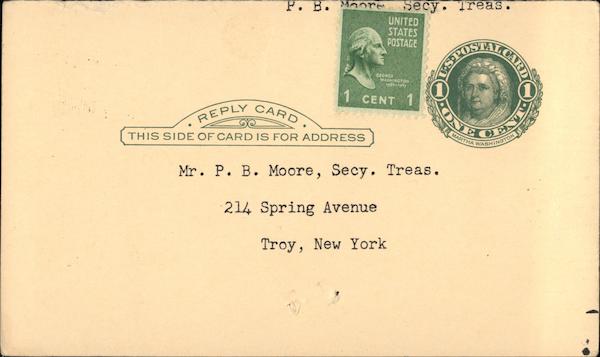 P. B. Moore, Secy. Treas.
UNITED
STATES
POSTAGE
GEORGE
WASHINGTON
1 CENT 1
U.S. POSTAL CARD
1 1
ONE CENT
MARTHA WASHINGTON
· REPLY CARD ·
THIS SIDE OF CARD IS FOR ADDRESS
Mr. P. B. Moore, Secy. Treas.
214 Spring Avenue
Troy, New York